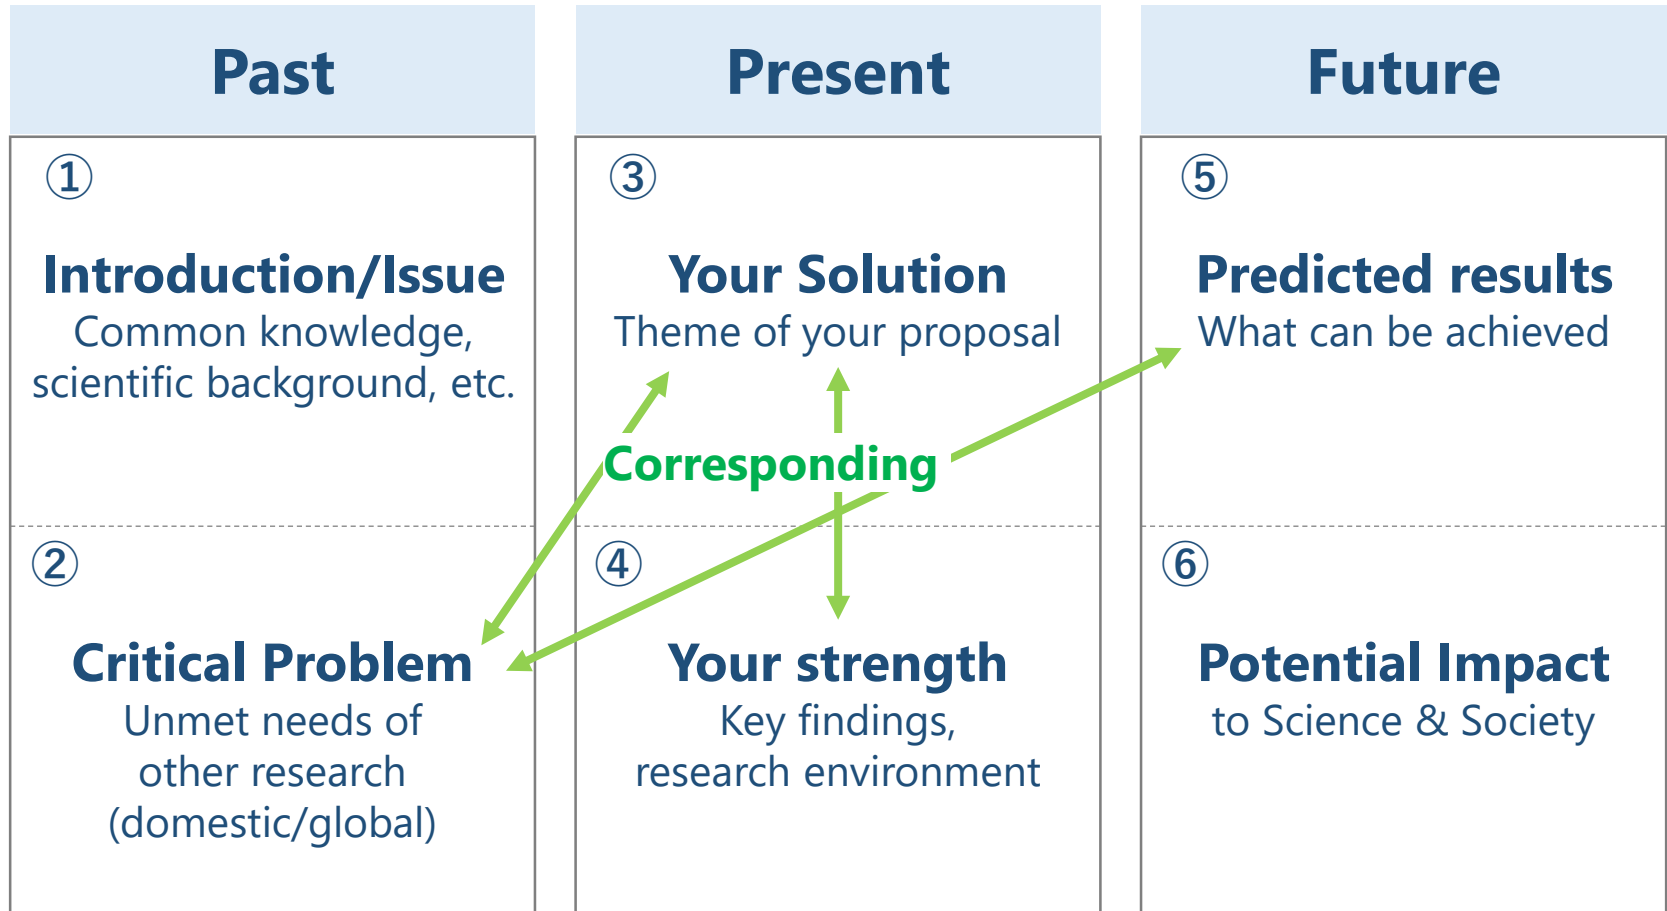 Past
①
Introduction/Issue
Common knowledge,
scientific background, etc.
②
Critical Problem
Unmet needs of
other research
(domestic/global)
Present
③
Your Solution
Theme of your proposal
Corresponding
④
Your strength
Key findings,
research environment
Future
⑤
Predicted results
What can be achieved
⑥
Potential Impact
to Science & Society